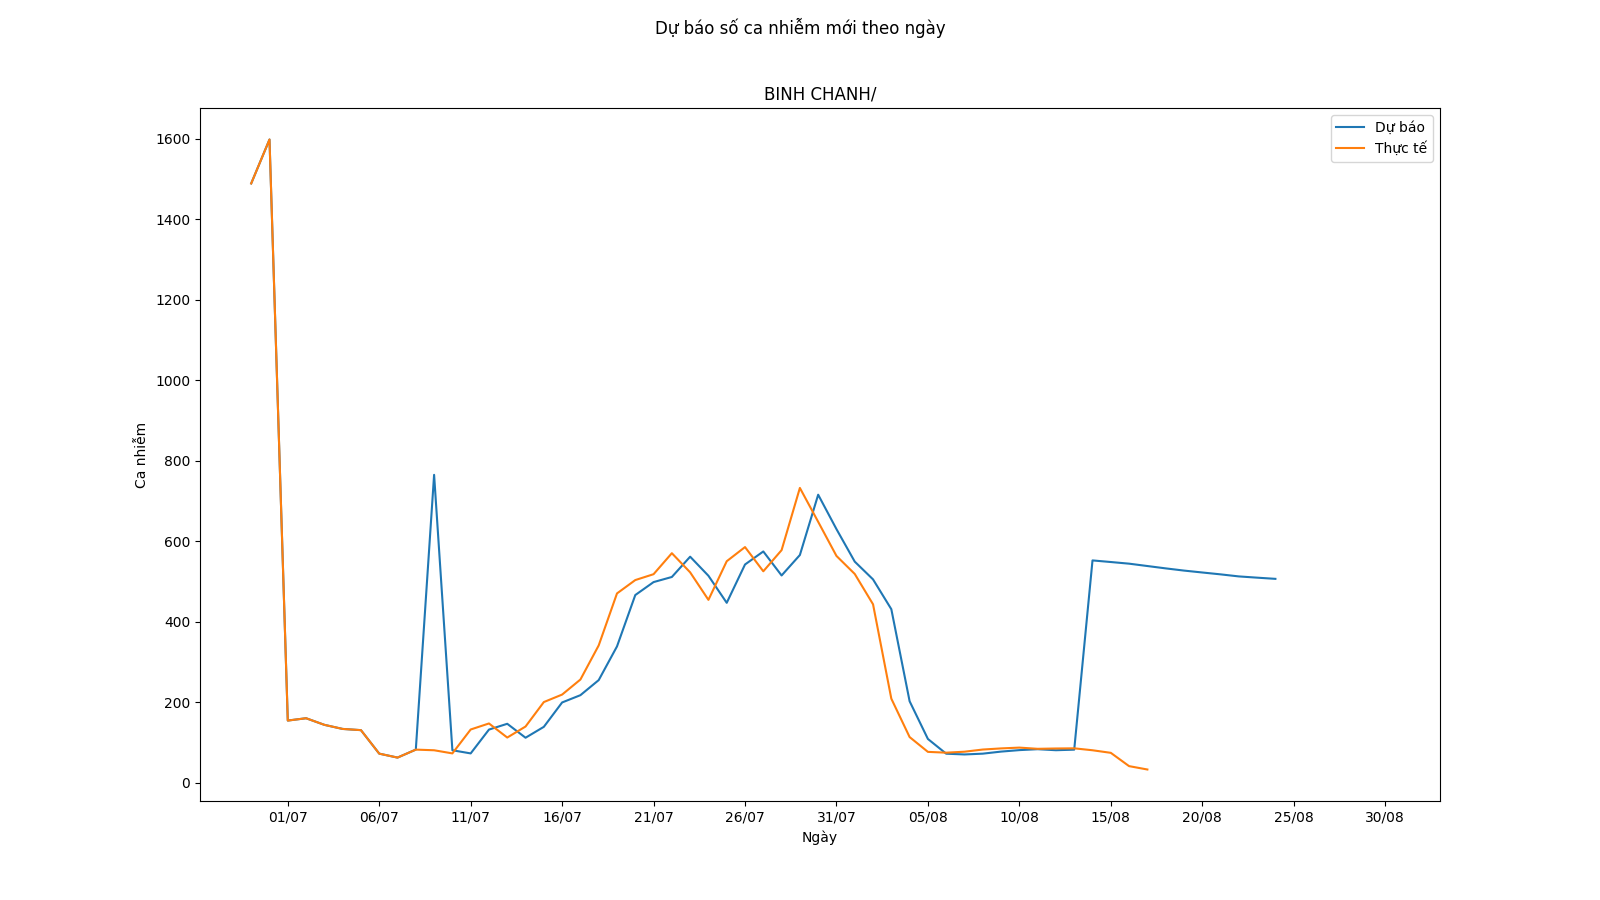 Dự báo số ca nhiễm mới theo ngày
BINH CHANH/
Dự báo
Thực tế
1600
1400
1200
1000
800
600
400
200
0
Ca nhiễm
01/07 06/07 11/07 16/07 21/07 26/07 31/07 05/08 10/08 15/08 20/08 25/08 30/08
Ngày